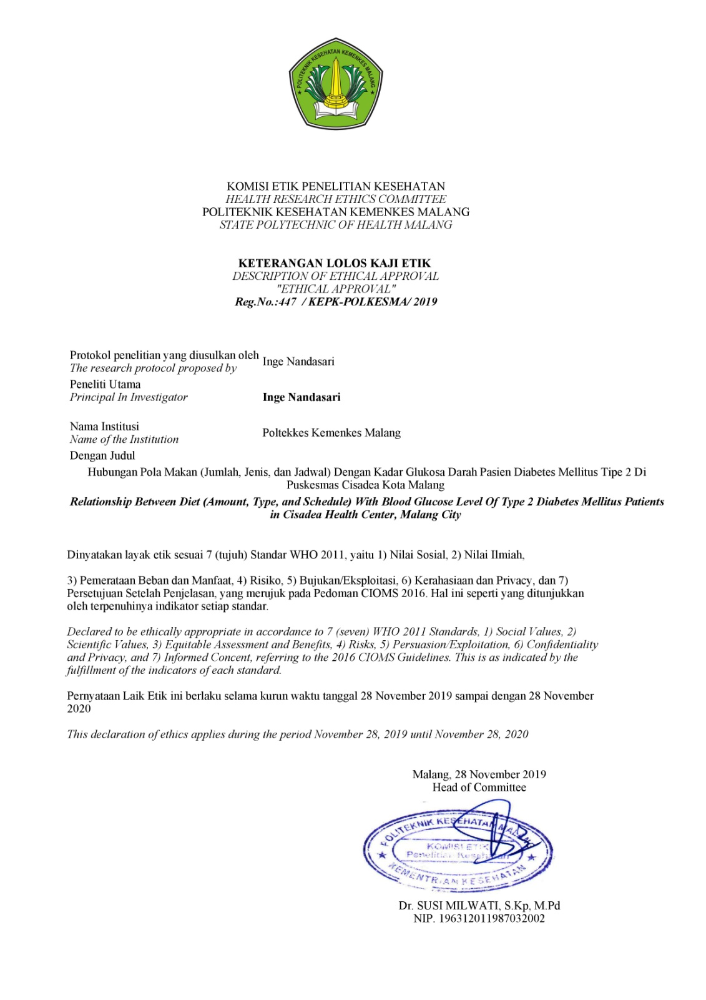 POLITEKNIK KESEHATAN KEMENKES MALANG
KOMISI ETIK PENELITIAN KESEHATAN
HEALTH RESEARCH ETHICS COMMITTEE
POLITEKNIK KESEHATAN KEMENKES MALANG
STATE POLYTECHNIC OF HEALTH MALANG
KETERANGAN LOLOS KAJI ETIK
DESCRIPTION OF ETHICAL APPROVAL
"ETHICAL APPROVAL"
Reg.No.:447 / KEPK-POLKESMA/ 2019
Protokol penelitian yang diusulkan oleh
The research protocol proposed by
Inge Nandasari
Peneliti Utama
Principal In Investigator
Inge Nandasari
Nama Institusi
Name of the Institution
Poltekkes Kemenkes Malang
Dengan Judul
Hubungan Pola Makan (Jumlah, Jenis, dan Jadwal) Dengan Kadar Glukosa Darah Pasien Diabetes Mellitus Tipe 2 Di
Puskesmas Cisadea Kota Malang
Relationship Between Diet (Amount, Type, and Schedule) With Blood Glucose Level Of Type 2 Diabetes Mellitus Patients
in Cisadea Health Center, Malang City
Dinyatakan layak etik sesuai 7 (tujuh) Standar WHO 2011, yaitu 1) Nilai Sosial, 2) Nilai Ilmiah,
3) Pemerataan Beban dan Manfaat, 4) Risiko, 5) Bujukan/Eksploitasi, 6) Kerahasiaan dan Privacy, dan 7)
Persetujuan Setelah Penjelasan, yang merujuk pada Pedoman CIOMS 2016. Hal ini seperti yang ditunjukkan
oleh terpenuhinya indikator setiap standar.
Declared to be ethically appropriate in accordance to 7 (seven) WHO 2011 Standards, 1) Social Values, 2)
Scientific Values, 3) Equitable Assessment and Benefits, 4) Risks, 5) Persuasion/Exploitation, 6) Confidentiality
and Privacy, and 7) Informed Concent, referring to the 2016 CIOMS Guidelines. This is as indicated by the
fulfillment of the indicators of each standard.
Pernyataan Laik Etik ini berlaku selama kurun waktu tanggal 28 November 2019 sampai dengan 28 November
2020
This declaration of ethics applies during the period November 28, 2019 until November 28, 2020
Malang, 28 November 2019
Head of Committee
POLITEKNIK KESEHATAN MALANG
KOMISI ETIK
Penelitian Kesehatan
KEMENTRIAN KESEHATAN
Dr. SUSI MILWATI, S.Kp, M.Pd
NIP. 196312011987032002